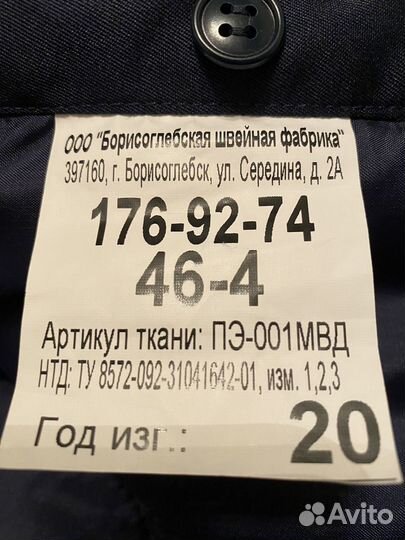 ООО "Борисоглебская швейная фабрика"
397160, г. Борисоглебск, ул. Середина, д. 2А
176-92-74
46-4
Артикул ткани: ПЭ-001МВД
НТД: ТУ 8572-092-31041642-01, изм. 1,2,3
Год изг.: 20
Avito